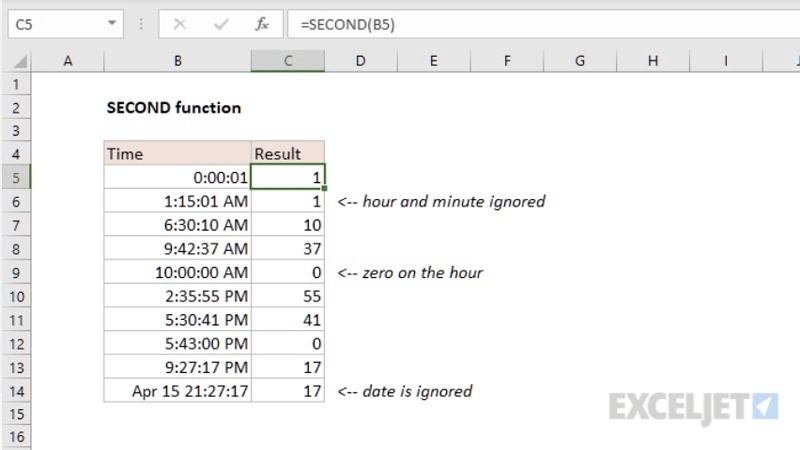 C5 fx =SECOND(B5)
A B C D E F G H I
1
2 SECOND function
3
4 Time Result
5 0:00:01 1
6 1:15:01 AM 1 <-- hour and minute ignored
7 6:30:10 AM 10
8 9:42:37 AM 37
9 10:00:00 AM 0 <-- zero on the hour
10 2:35:55 PM 55
11 5:30:41 PM 41
12 5:43:00 PM 0
13 9:27:17 PM 17
14 Apr 15 21:27:17 17 <-- date is ignored
15
16
EXCELJET